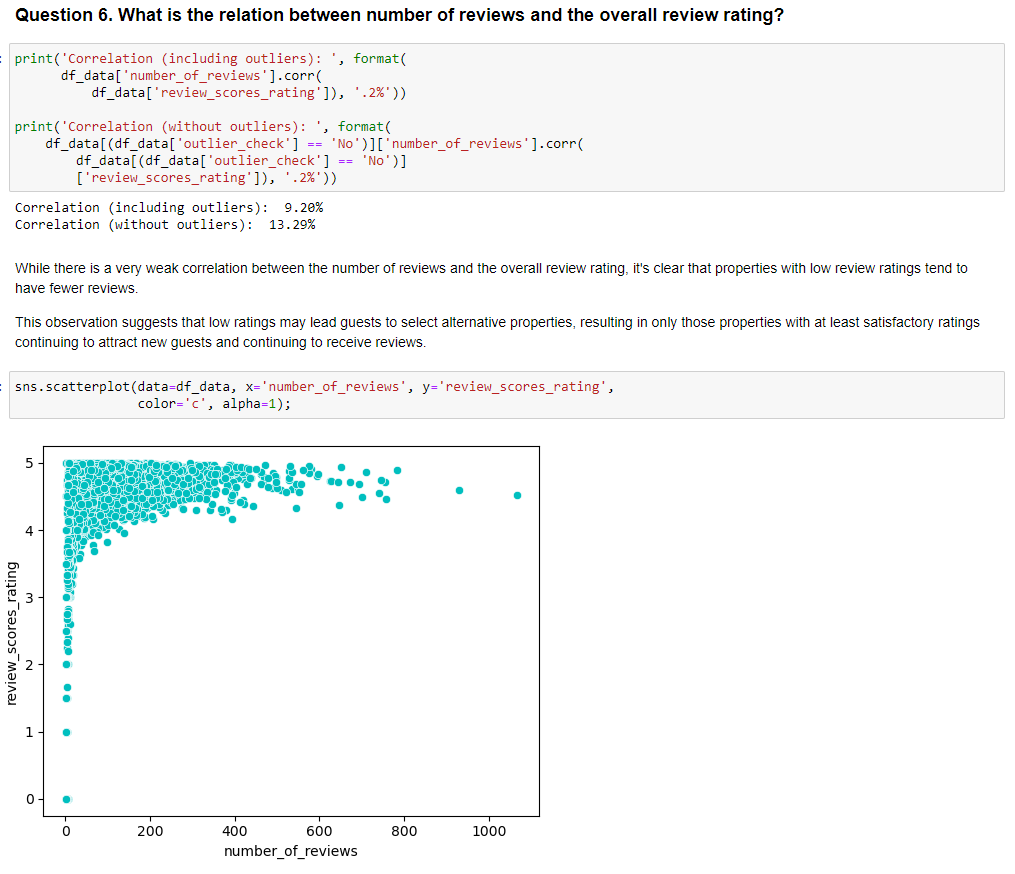 Question 6. What is the relation between number of reviews and the overall review rating?
print('Correlation (including outliers): ', format(
df_data['number_of_reviews'].corr(
df_data['review_scores_rating']), '.2%'))
print('Correlation (without outliers): ', format(
df_data[(df_data['outlier_check'] == 'No')]['number_of_reviews'].corr(
df_data[(df_data['outlier_check'] == 'No')]
['review_scores_rating']), '.2%'))
Correlation (including outliers):  9.20%
Correlation (without outliers):  13.29%
While there is a very weak correlation between the number of reviews and the overall review rating, it's clear that properties with low review ratings tend to
have fewer reviews.
This observation suggests that low ratings may lead guests to select alternative properties, resulting in only those properties with at least satisfactory ratings
continuing to attract new guests and continuing to receive reviews.
sns.scatterplot(data=df_data, x='number_of_reviews', y='review_scores_rating',
color='c', alpha=1);
5
4
3
2
1
0
review_scores_rating
0 200 400 600 800 1000
number_of_reviews